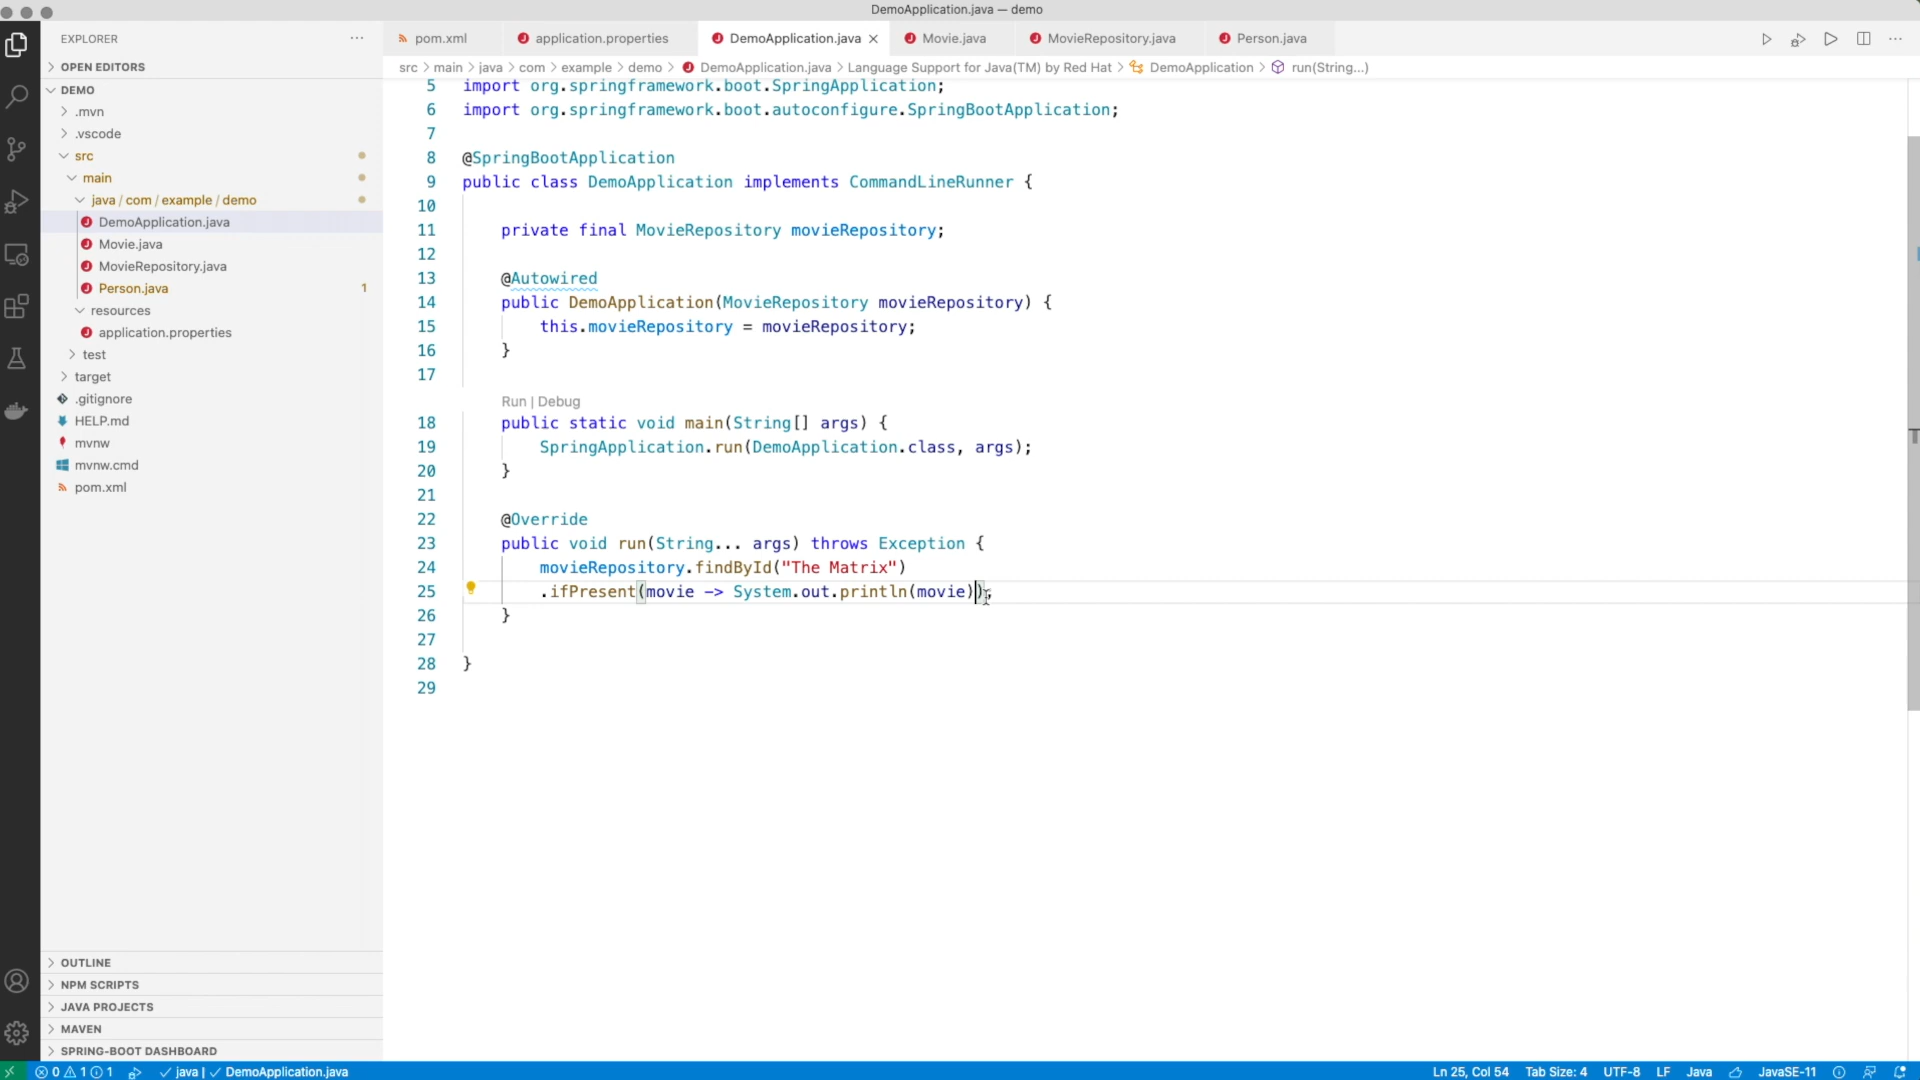 DemoApplication.java — demo
EXPLORER
pom.xml
application.properties
DemoApplication.java
Movie.java
MovieRepository.java
Person.java
src > main > java > com > example > demo > DemoApplication.java > Language Support for Java(TM) by Red Hat > DemoApplication > run(String...)
OPEN EDITORS
DEMO
.mvn
.vscode
src
main
java / com / example / demo
DemoApplication.java
Movie.java
MovieRepository.java
Person.java 1
resources
application.properties
test
target
.gitignore
HELP.md
mvnw
mvnw.cmd
pom.xml
OUTLINE
NPM SCRIPTS
JAVA PROJECTS
MAVEN
SPRING-BOOT DASHBOARD
5 import org.springframework.boot.SpringApplication;
6 import org.springframework.boot.autoconfigure.SpringBootApplication;
7
8 @SpringBootApplication
9 public class DemoApplication implements CommandLineRunner {
10
11 private final MovieRepository movieRepository;
12
13 @Autowired
14 public DemoApplication(MovieRepository movieRepository) {
15 this.movieRepository = movieRepository;
16 }
17
Run | Debug
18 public static void main(String[] args) {
19 SpringApplication.run(DemoApplication.class, args);
20 }
21
22 @Override
23 public void run(String... args) throws Exception {
24 movieRepository.findById("The Matrix")
25 .ifPresent(movie -> System.out.println(movie));
26 }
27
28 }
29
0 1 1 java | DemoApplication.java
Ln 25, Col 54 Tab Size: 4 UTF-8 LF Java JavaSE-11